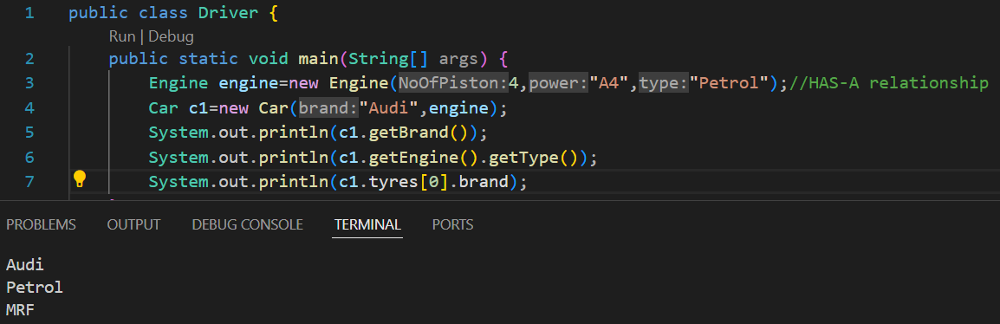 1 public class Driver {
Run | Debug
2 public static void main(String[] args) {
3 Engine engine=new Engine(NoOfPiston:4,power:"A4",type:"Petrol");//HAS-A relationship
4 Car c1=new Car(brand:"Audi",engine);
5 System.out.println(c1.getBrand());
6 System.out.println(c1.getEngine().getType());
7 System.out.println(c1.tyres[0].brand);
PROBLEMS OUTPUT DEBUG CONSOLE TERMINAL PORTS
Audi
Petrol
MRF